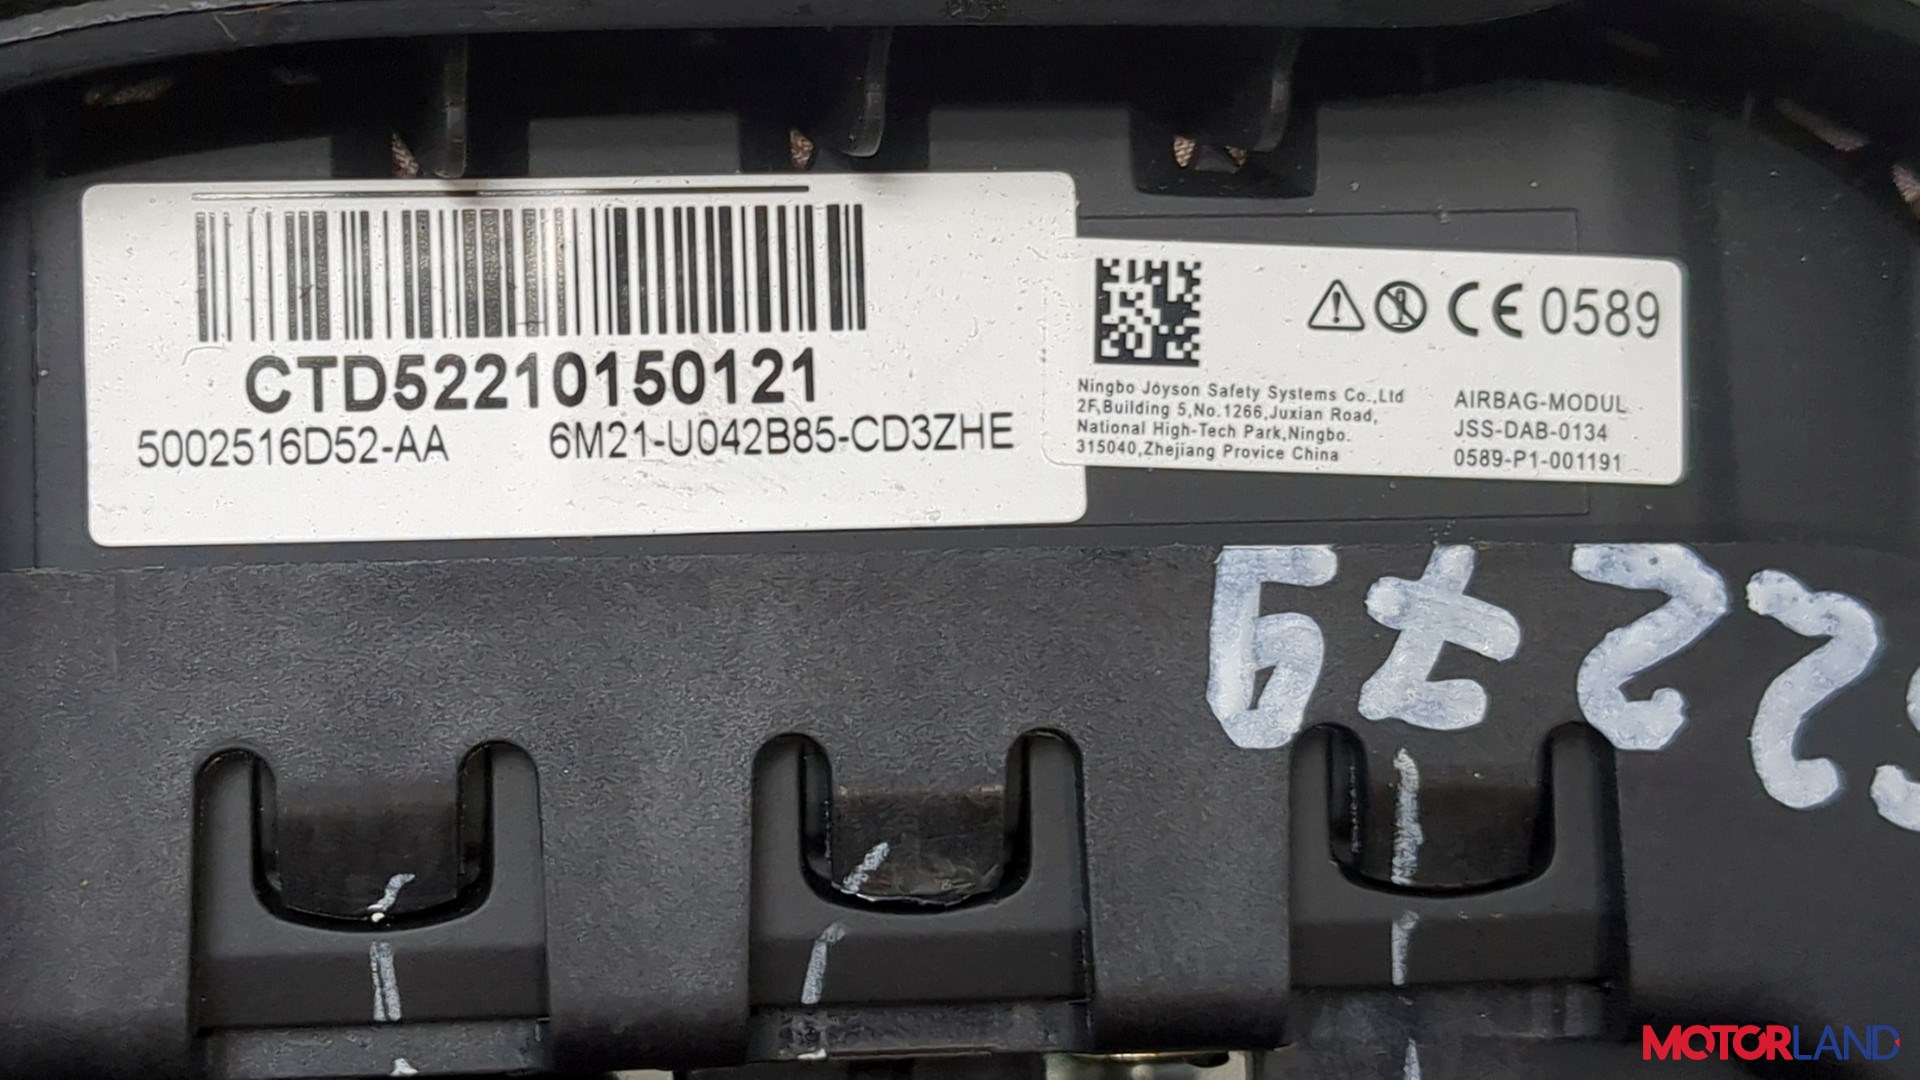 CTD52210150121
5002516D52-AA 6M21-U042B85-CD3ZHE
CE 0589
Ningbo Joyson Safety Systems Co.,Ltd
2F,Building 5,No.1266,Juxian Road,
National High-Tech Park,Ningbo.
315040,Zhejiang Provice China
AIRBAG-MODUL
JSS-DAB-0134
0589-P1-001191
MOTORLAND